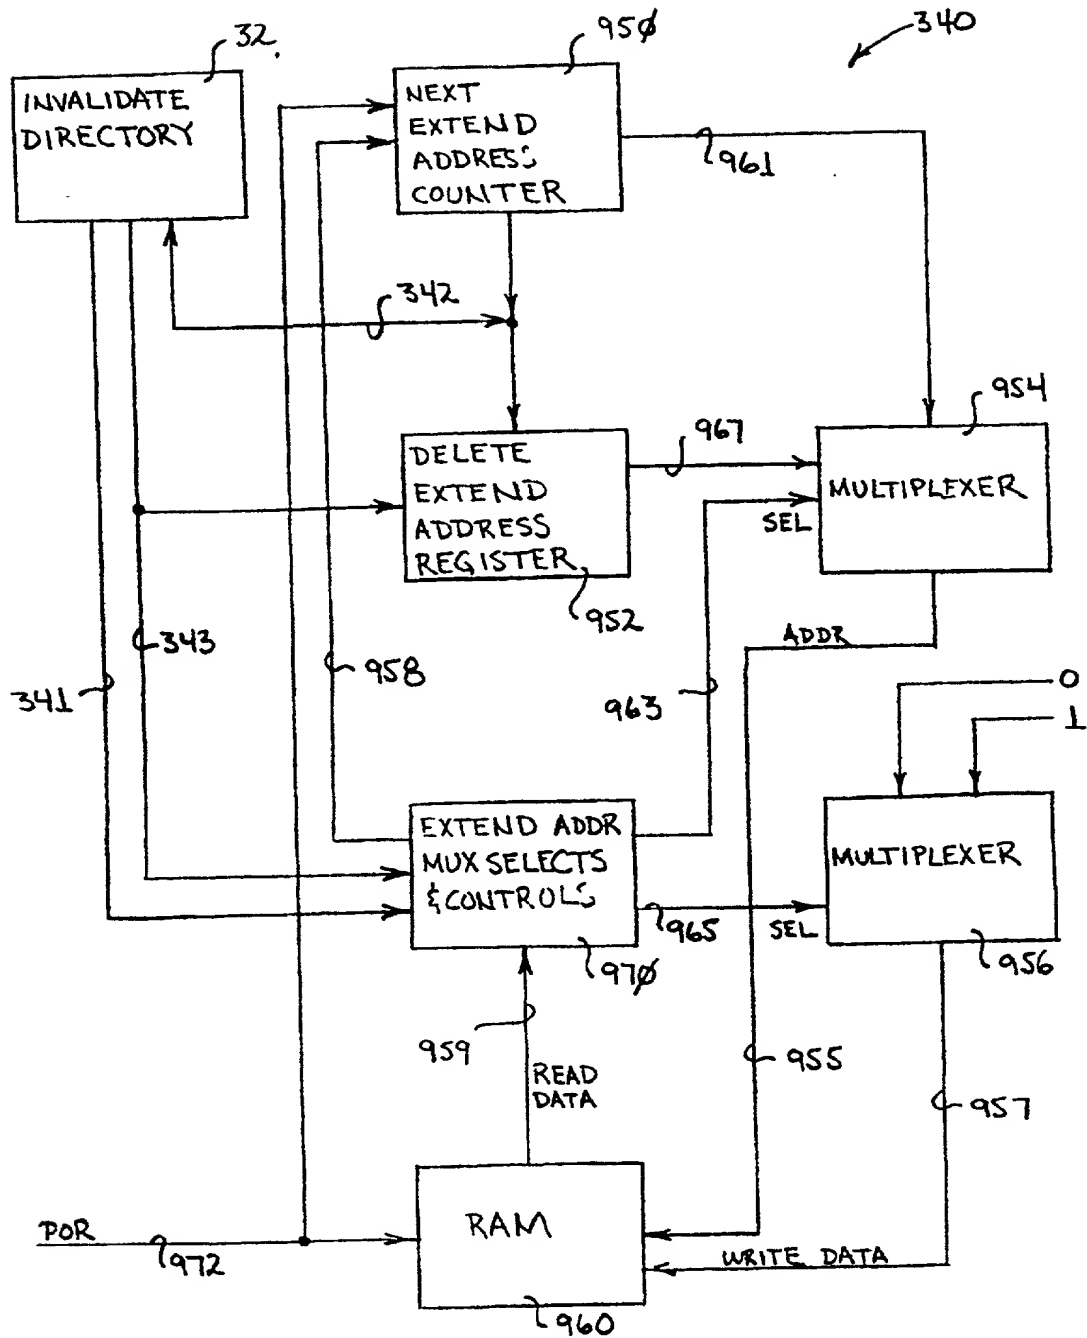 32.
950
340
INVALIDATE
DIRECTORY
NEXT
EXTEND
ADDRESS
COUNTER
961
342
954
DELETE
EXTEND
ADDRESS
REGISTER
967
MULTIPLEXER
SEL
952
343
958
341
963
ADDR
0
1
EXTEND ADDR
MUX SELECTS
& CONTROLS
MULTIPLEXER
965
SEL
970
956
959
READ
DATA
955
957
RAM
POR
972
WRITE DATA
960